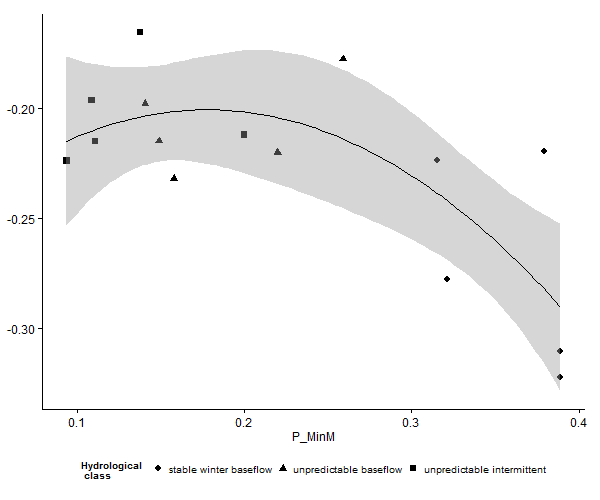 -0.20
-0.25
-0.30
0.1 0.2 0.3 0.4
P_MinM
Hydrological
class
stable winter baseflow unpredictable baseflow unpredictable intermittent